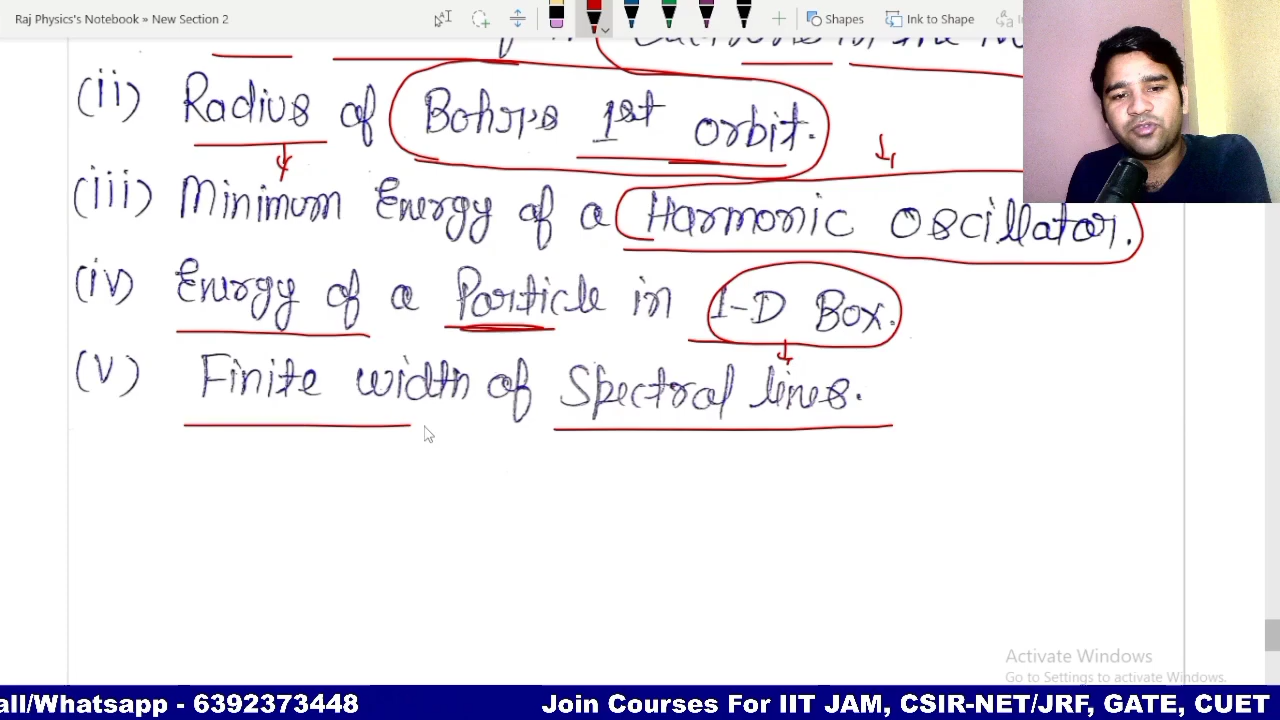 Raj Physics's Notebook » New Section 2
Shapes
Ink to Shape
(ii) Radius of Bohr's 1st orbit.
(iii) Minimum Energy of a Harmonic Oscillator.
(iv) Energy of a Particle in 1-D Box.
(v) Finite width of Spectral lines.
Activate Windows
Go to Settings to activate Windows.
all/Whatsapp - 6392373448 Join Courses For IIT JAM, CSIR-NET/JRF, GATE, CUET